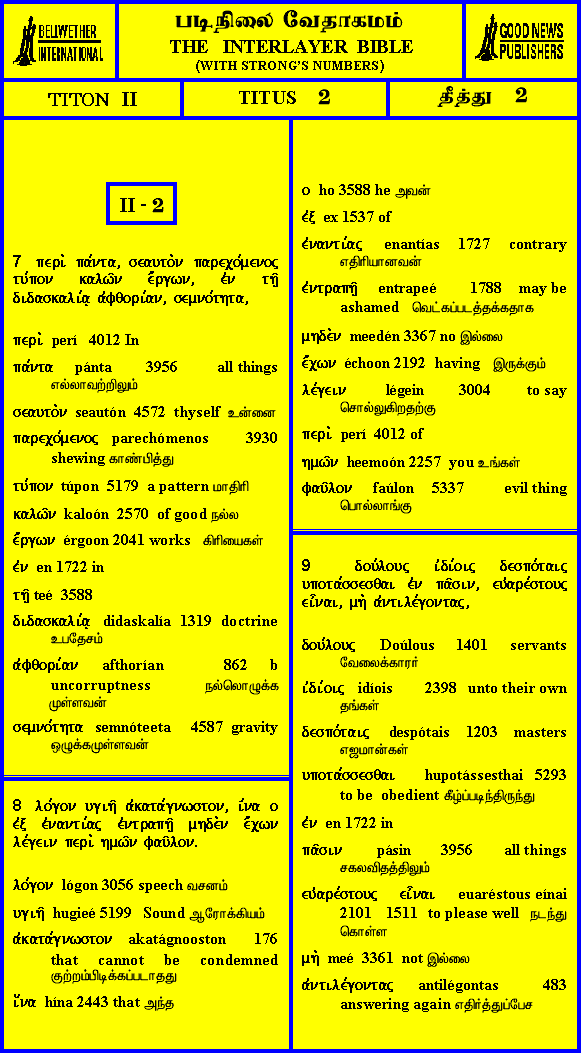 BELLWETHER
INTERNATIONAL
படிநிலை வேதாகமம்
THE INTERLAYER BIBLE
(WITH STRONG'S NUMBERS)
GOOD NEWS
PUBLISHERS
TITON II
TITUS 2
தீத்து 2
II - 2
7 περὶ πάντα, σεαυτὸν παρεχόμενος
τύπον καλῶν ἔργων, ἐν τῇ
διδασκαλίᾳ ἀφθορίαν, σεμνότητα,
περὶ perí 4012 In
πάντα pánta 3956 all things
எல்லாவற்றிலும்
σεαυτὸν seautón 4572 thyself உன்னை
παρεχόμενος parechómenos 3930
shewing காண்பித்து
τύπον túpon 5179 a pattern மாதிரி
καλῶν kaloón 2570 of good நல்ல
ἔργων érgoon 2041 works கிரியைகள்
ἐν en 1722 in
τῇ teé 3588
διδασκαλίᾳ didaskalía 1319 doctrine
உபதேசம்
ἀφθορίαν afthorían 862 b
uncorruptness நல்லொழுக்க
முள்ளவன்
σεμνότητα semnóteeta 4587 gravity
ஒழுக்கமுள்ளவன்
8 λόγον υγιῆ ἀκατάγνωστον, ἵνα ο
ἐξ ἐναντίας ἐντραπῇ μηδὲν ἔχων
λέγειν περὶ ημῶν φαῦλον.
λόγον lógon 3056 speech வசனம்
υγιῆ hugieé 5199 Sound ஆரோக்கியம்
ἀκατάγνωστον akatágnooston 176
that cannot be condemned
குற்றம்பிடிக்கப்படாதது
ἵνα hína 2443 that அந்த
ο ho 3588 he அவன்
ἐξ ex 1537 of
ἐναντίας enantías 1727 contrary
எதிரியானவன்
ἐντραπῇ entrapeé 1788 may be
ashamed வெட்கப்படத்தக்கதாக
μηδὲν meedén 3367 no இல்லை
ἔχων échoon 2192 having இருக்கும்
λέγειν légein 3004 to say
சொல்லுகிறதற்கு
περὶ perí 4012 of
ημῶν heemoón 2257 you உங்கள்
φαῦλον faúlon 5337 evil thing
பொல்லாங்கு
9 δούλους ἰδίοις δεσπόταις
υποτάσσεσθαι ἐν πᾶσιν, εὐαρέστους
εἶναι, μὴ ἀντιλέγοντας,
δούλους Doúlous 1401 servants
வேலைக்காரர்
ἰδίοις idíois 2398 unto their own
தங்கள்
δεσπόταις despótais 1203 masters
எஜமான்கள்
υποτάσσεσθαι hupotássesthai 5293
to be obedient கீழ்ப்படிந்திருந்து
ἐν en 1722 in
πᾶσιν pásin 3956 all things
சகலவிதத்திலும்
εὐαρέστους εἶναι euaréstous eínai
2101 1511 to please well நடந்து
கொள்ள
μὴ meé 3361 not இல்லை
ἀντιλέγοντας antilégontas 483
answering again எதிர்த்துப்பேச